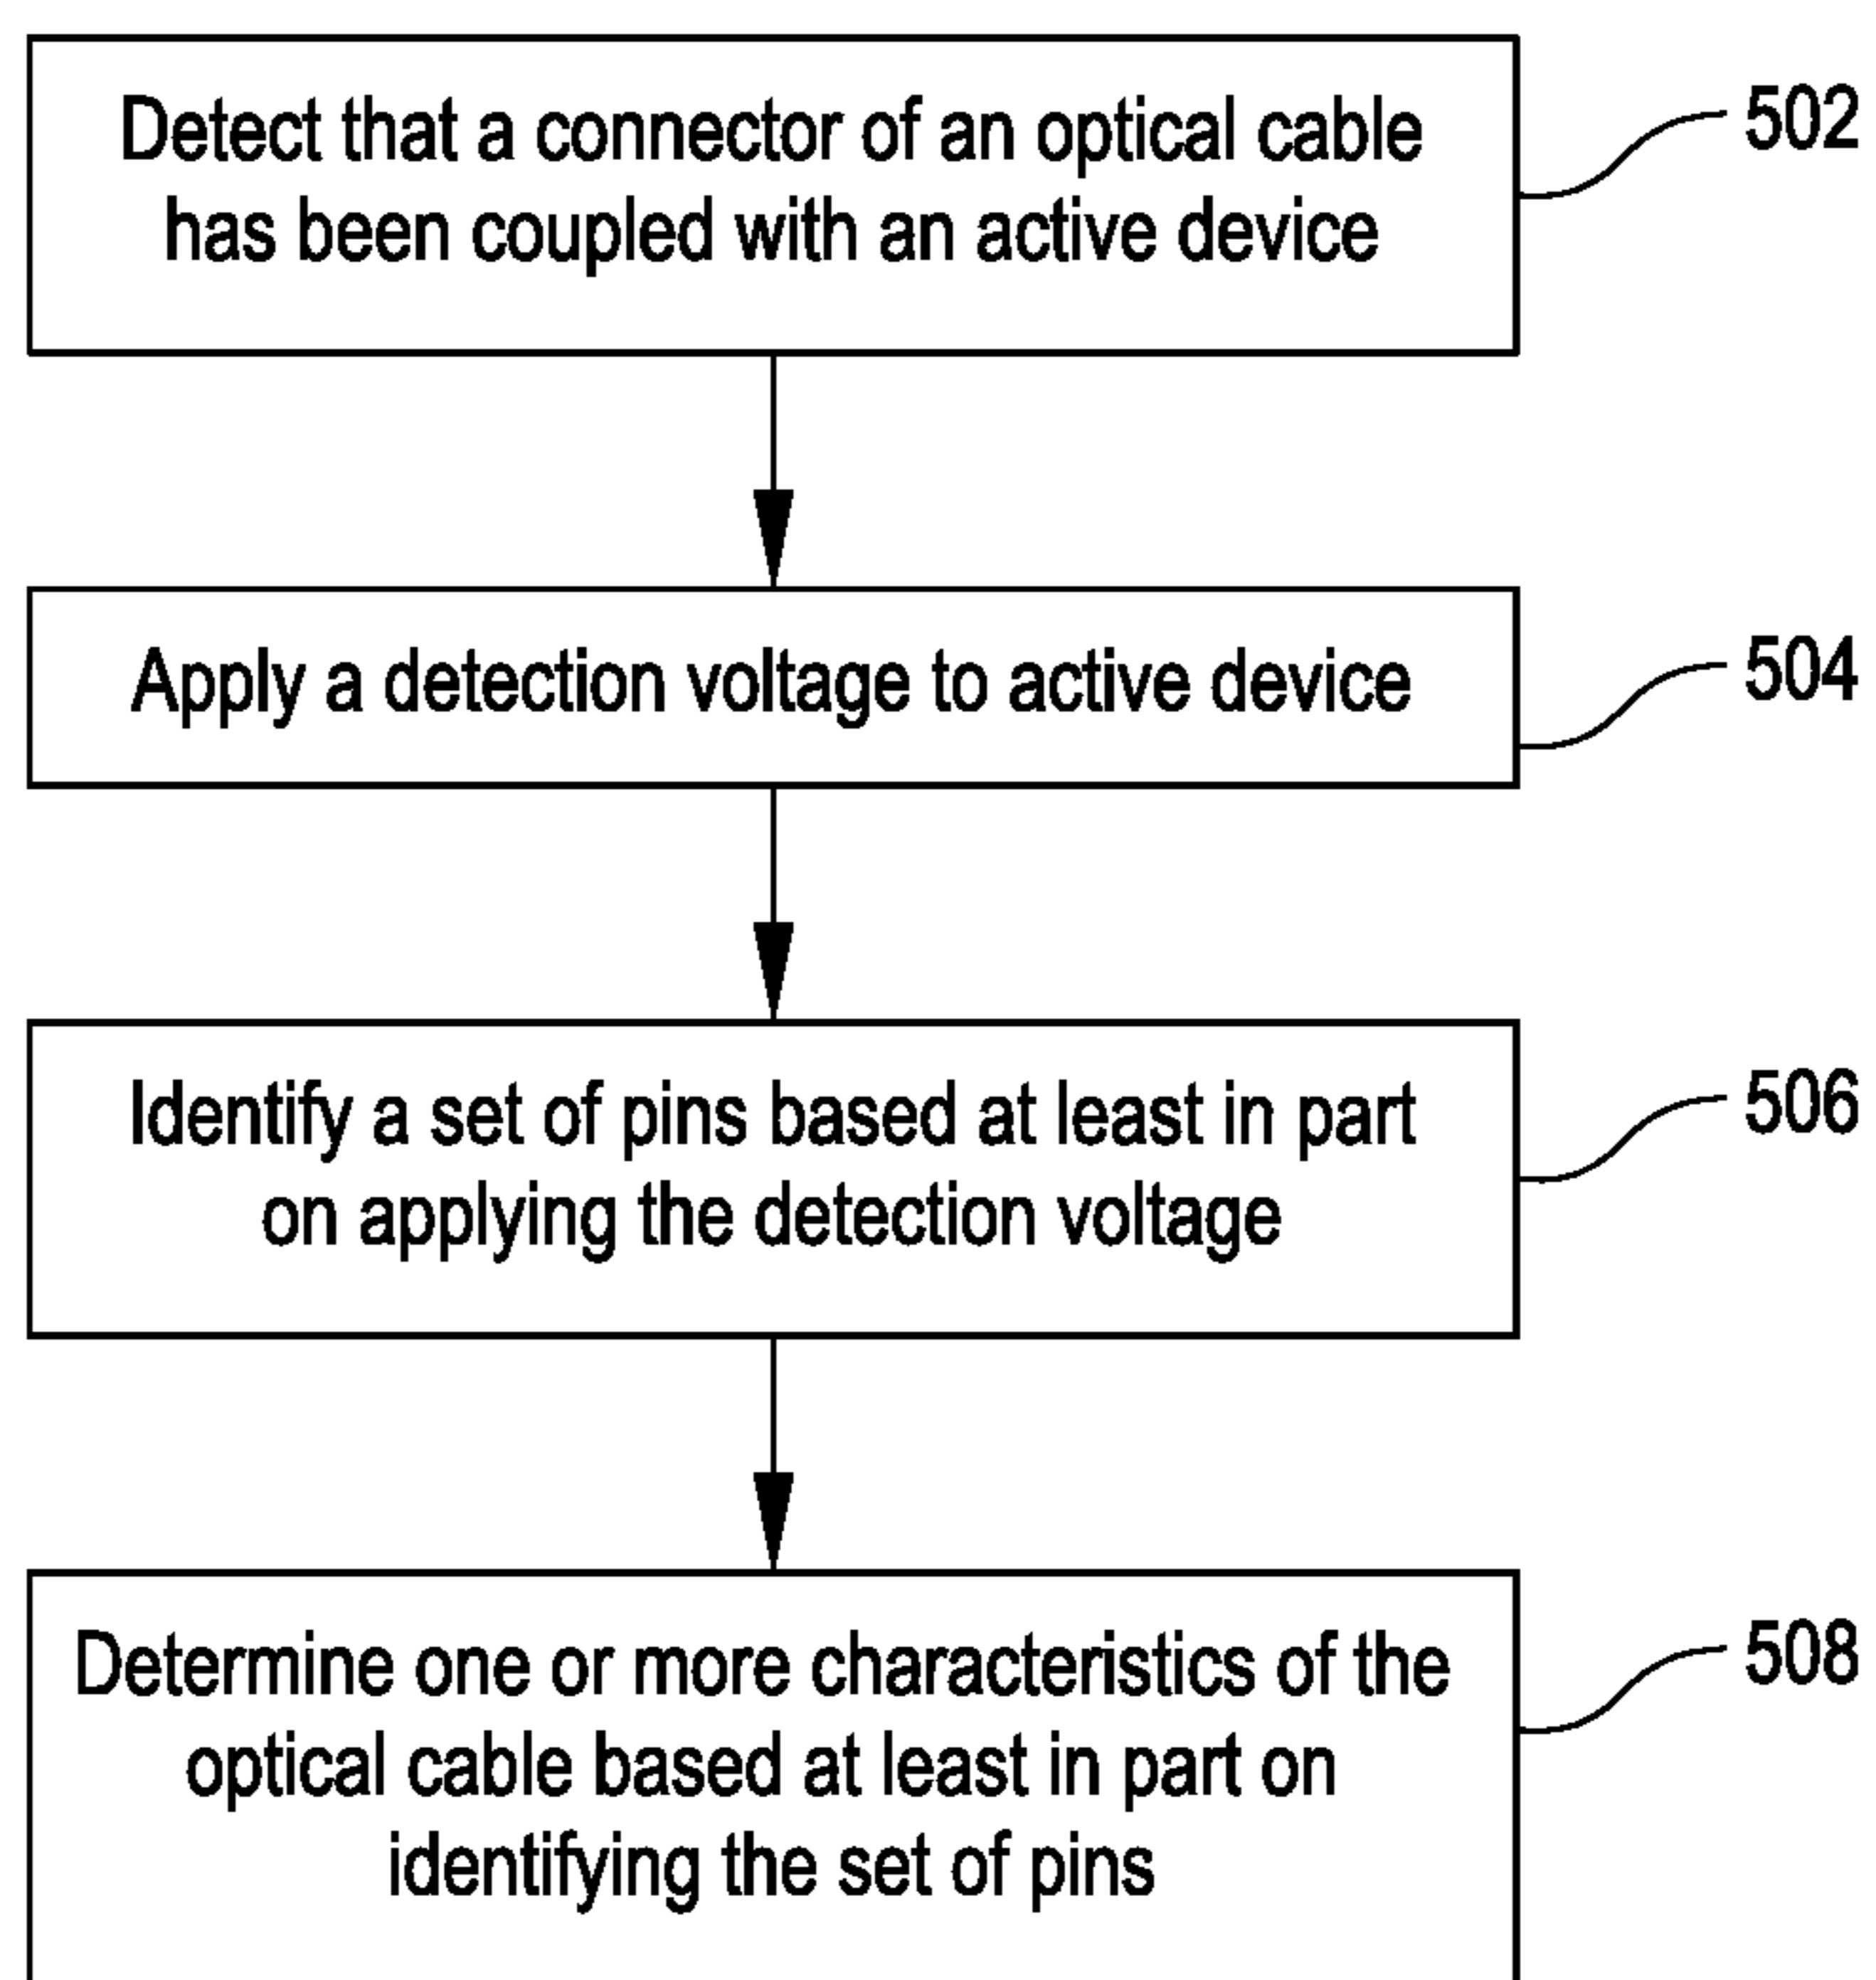 Detect that a connector of an optical cable
has been coupled with an active device
502
Apply a detection voltage to active device
504
Identify a set of pins based at least in part
on applying the detection voltage
506
Determine one or more characteristics of the
optical cable based at least in part on
identifying the set of pins
508